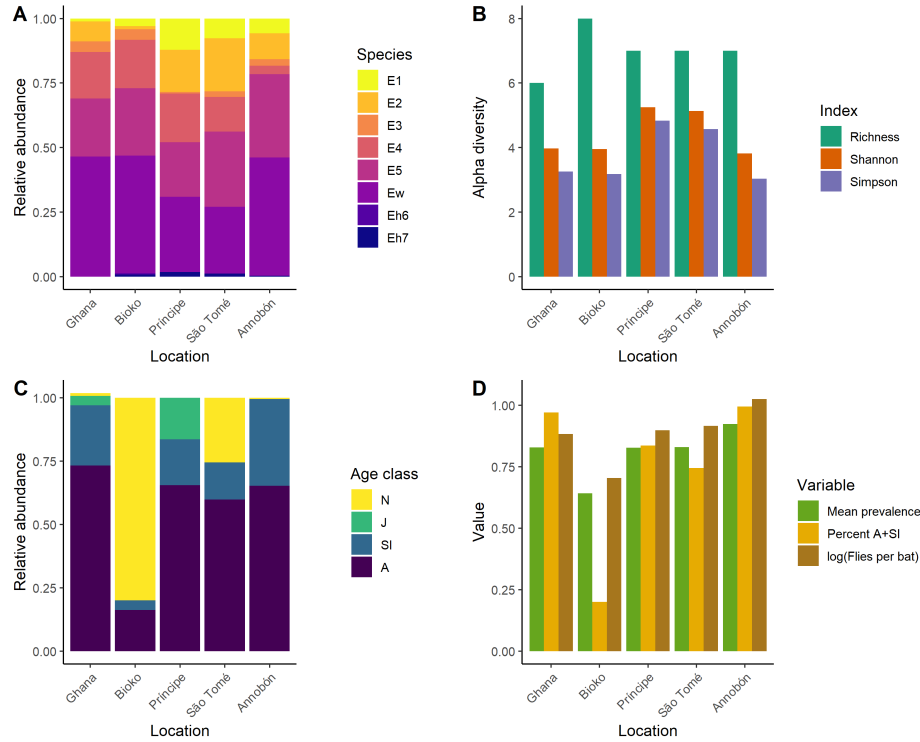 A
1.00
0.75
0.50
0.25
0.00
Relative abundance
Ghana
Bioko
Príncipe
São Tomé
Annobón
Location
Species
E1
E2
E3
E4
E5
Ew
Eh6
Eh7
B
8
6
4
2
0
Alpha diversity
Ghana
Bioko
Príncipe
São Tomé
Annobón
Location
Index
Richness
Shannon
Simpson
C
1.00
0.75
0.50
0.25
0.00
Relative abundance
Ghana
Bioko
Príncipe
São Tomé
Annobón
Location
Age class
N
J
SI
A
D
1.00
0.75
0.50
0.25
0.00
Value
Ghana
Bioko
Príncipe
São Tomé
Annobón
Location
Variable
Mean prevalence
Percent A+SI
log(Flies per bat)